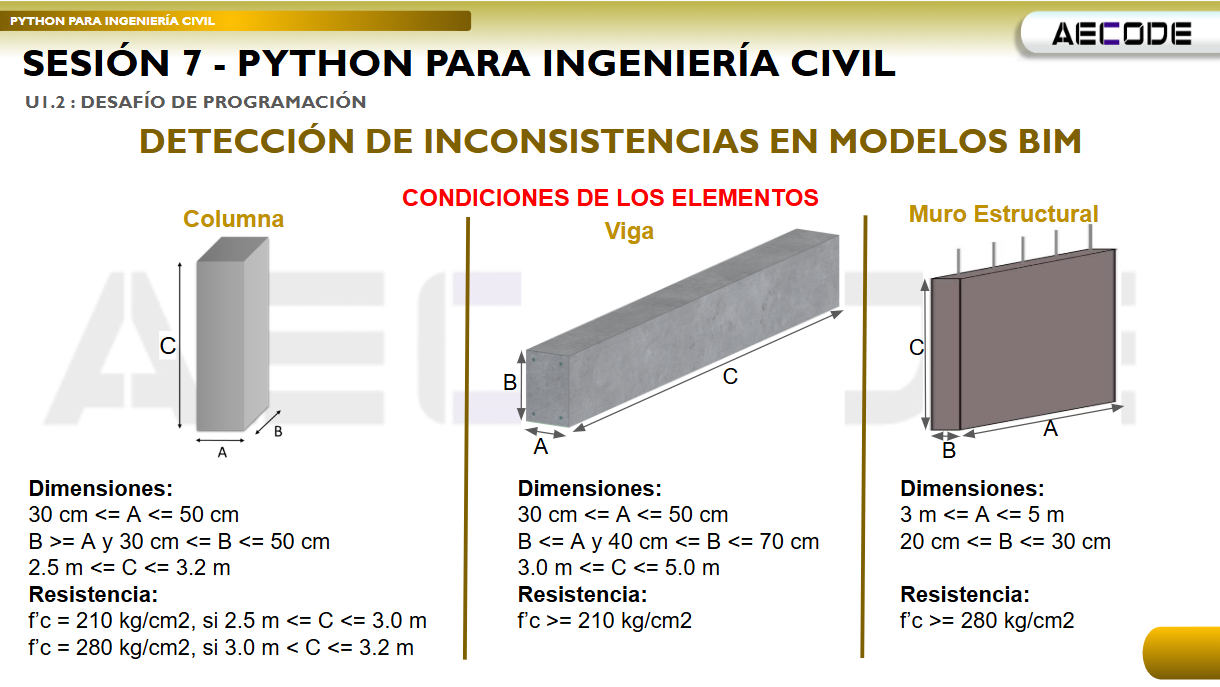 PYTHON PARA INGENIERÍA CIVIL
AECODE
SESIÓN 7 - PYTHON PARA INGENIERÍA CIVIL
U1.2 : DESAFÍO DE PROGRAMACIÓN
DETECCIÓN DE INCONSISTENCIAS EN MODELOS BIM
CONDICIONES DE LOS ELEMENTOS
Columna
C
B
A
Dimensiones:
30 cm <= A <= 50 cm
B >= A y 30 cm <= B <= 50 cm
2.5 m <= C <= 3.2 m
Resistencia:
f’c = 210 kg/cm2, si 2.5 m <= C <= 3.0 m
f’c = 280 kg/cm2, si 3.0 m < C <= 3.2 m
Viga
B
C
A
Dimensiones:
30 cm <= A <= 50 cm
B <= A y 40 cm <= B <= 70 cm
3.0 m <= C <= 5.0 m
Resistencia:
f’c >= 210 kg/cm2
Muro Estructural
C
A
B
Dimensiones:
3 m <= A <= 5 m
20 cm <= B <= 30 cm
Resistencia:
f’c >= 280 kg/cm2
AECODE